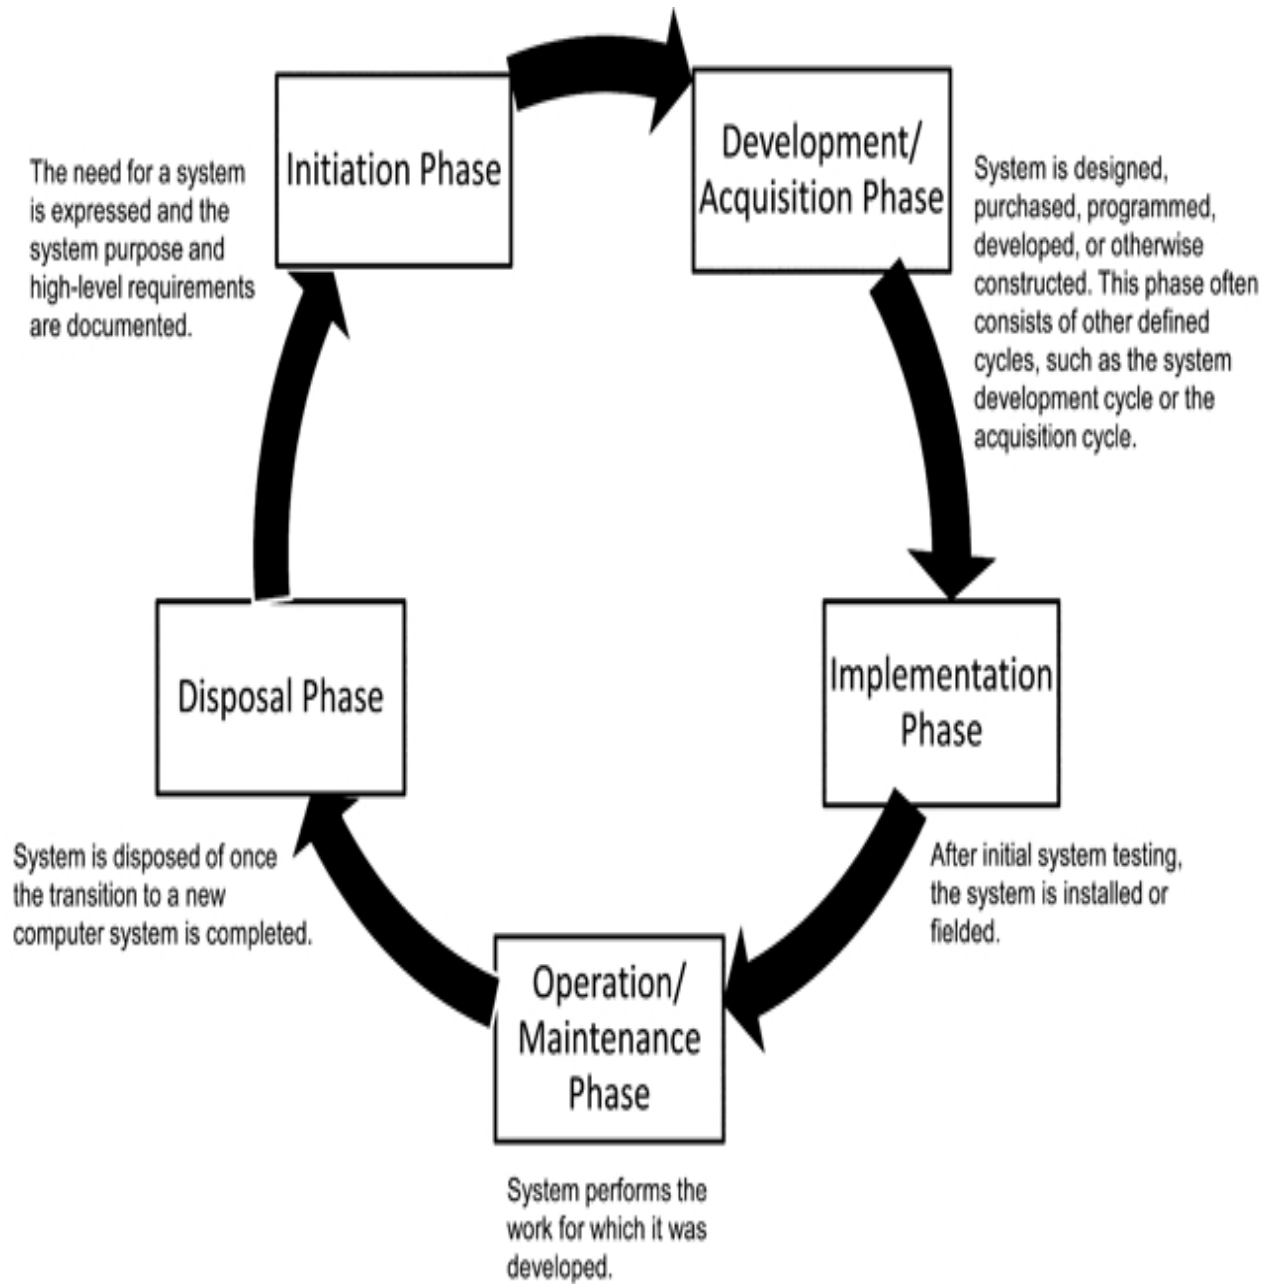 Initiation Phase
The need for a system
is expressed and the
system purpose and
high-level requirements
are documented.
Development/
Acquisition Phase
System is designed,
purchased, programmed,
developed, or otherwise
constructed. This phase often
consists of other defined
cycles, such as the system
development cycle or the
acquisition cycle.
Implementation
Phase
After initial system testing,
the system is installed or
fielded.
Operation/
Maintenance
Phase
System performs the
work for which it was
developed.
Disposal Phase
System is disposed of once
the transition to a new
computer system is completed.